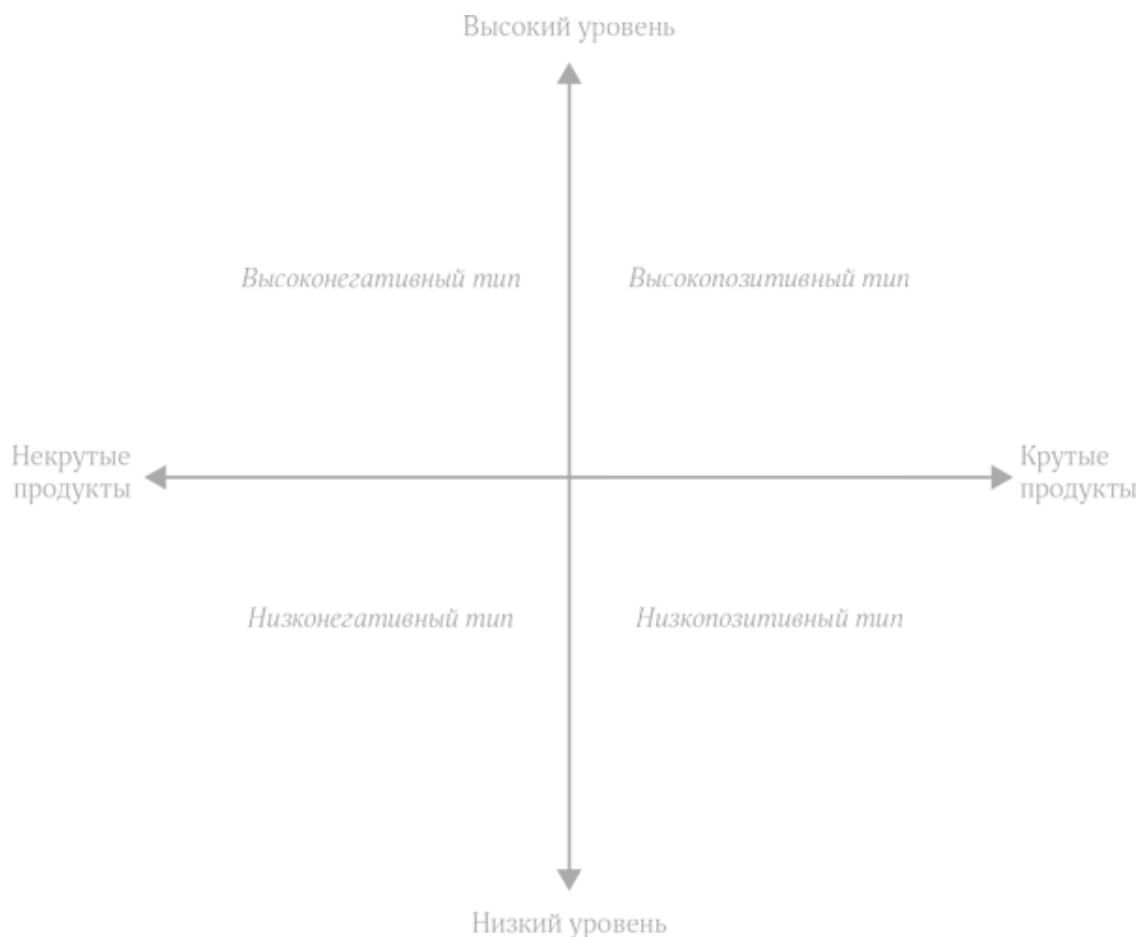 Высокий уровень
Высоконегативный тип
Высокопозитивный тип
Некрутые
продукты
Крутые
продукты
Низконегативный тип
Низкопозитивный тип
Низкий уровень